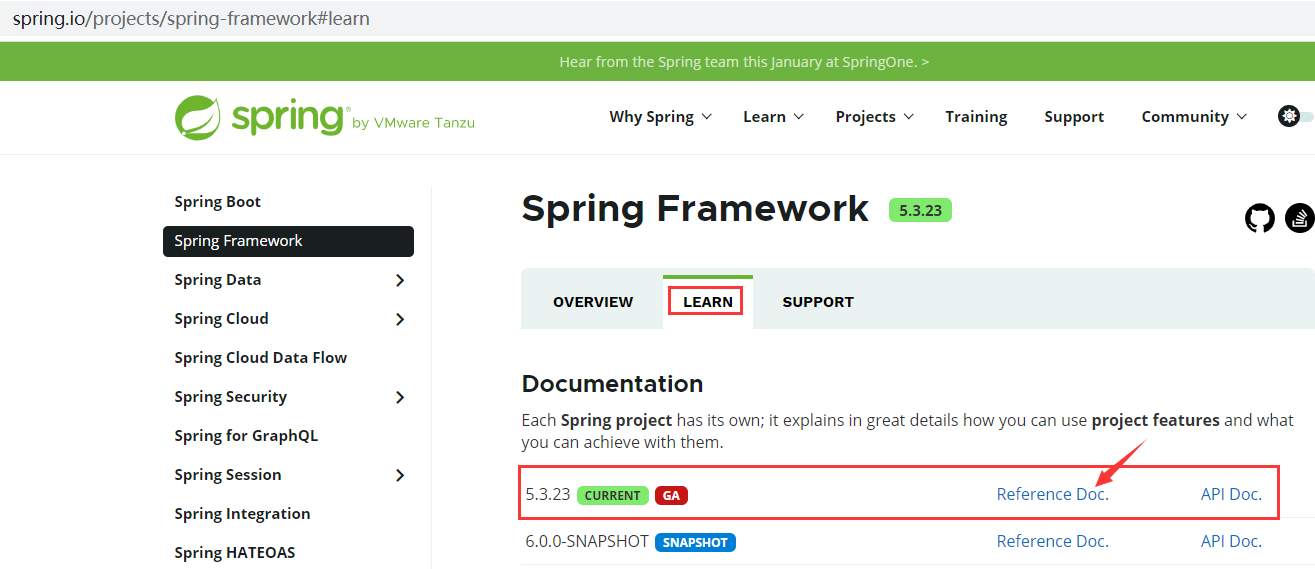 spring.io/projects/spring-framework#learn
Hear from the Spring team this January at SpringOne. >
spring® by VMware Tanzu
Why Spring Learn Projects Training Support Community
Spring Boot
Spring Framework
Spring Data
Spring Cloud
Spring Cloud Data Flow
Spring Security
Spring for GraphQL
Spring Session
Spring Integration
Spring HATEOAS
Spring Framework 5.3.23
OVERVIEW LEARN SUPPORT
Documentation
Each Spring project has its own; it explains in great details how you can use project features and what
you can achieve with them.
5.3.23 CURRENT GA Reference Doc. API Doc.
6.0.0-SNAPSHOT SNAPSHOT Reference Doc. API Doc.